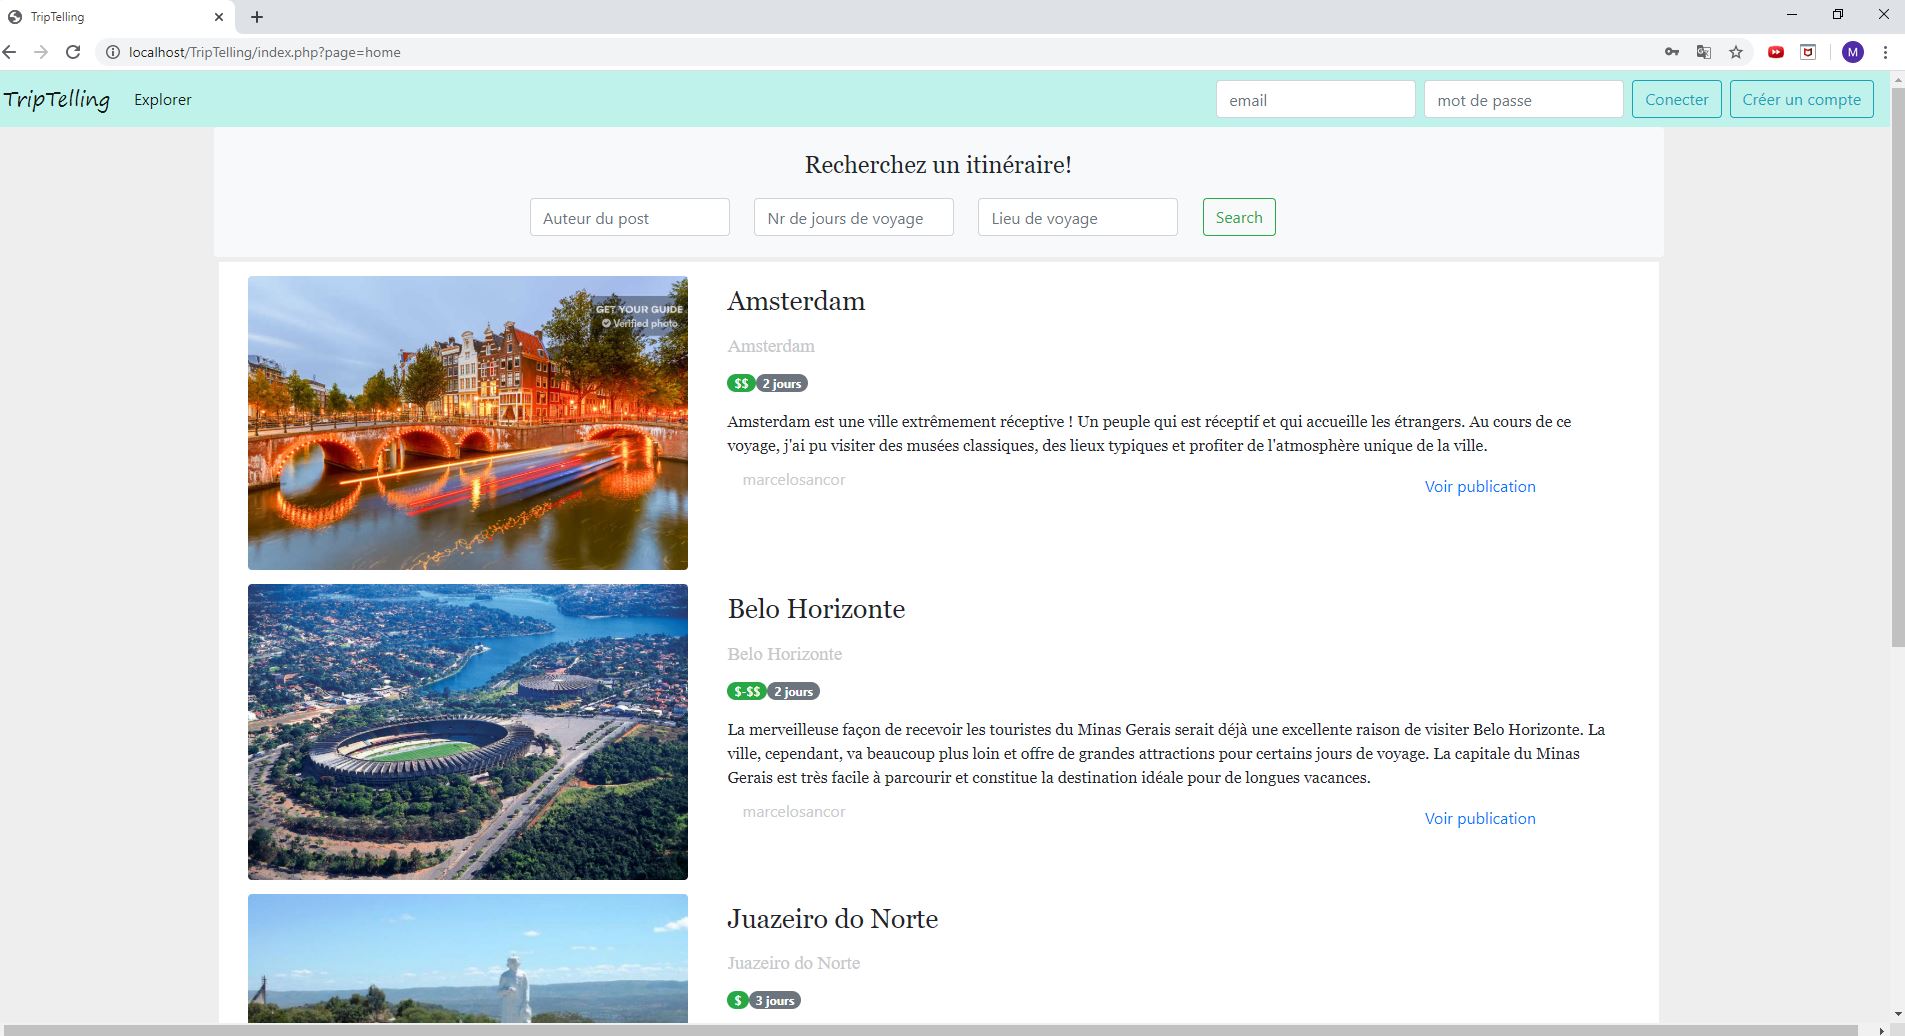 TripTelling
localhost/TripTelling/index.php?page=home
M
TripTelling
Explorer
email
mot de passe
Conecter
Créer un compte
Recherchez un itinéraire!
Auteur du post
Nr de jours de voyage
Lieu de voyage
Search
GET YOUR GUIDE
Verified photo
Amsterdam
Amsterdam
$$ 2 jours
Amsterdam est une ville extrêmement réceptive ! Un peuple qui est réceptif et qui accueille les étrangers. Au cours de ce
voyage, j'ai pu visiter des musées classiques, des lieux typiques et profiter de l'atmosphère unique de la ville.
marcelosancor
Voir publication
Belo Horizonte
Belo Horizonte
$-$$ 2 jours
La merveilleuse façon de recevoir les touristes du Minas Gerais serait déjà une excellente raison de visiter Belo Horizonte. La
ville, cependant, va beaucoup plus loin et offre de grandes attractions pour certains jours de voyage. La capitale du Minas
Gerais est très facile à parcourir et constitue la destination idéale pour de longues vacances.
marcelosancor
Voir publication
Juazeiro do Norte
Juazeiro do Norte
$ 3 jours